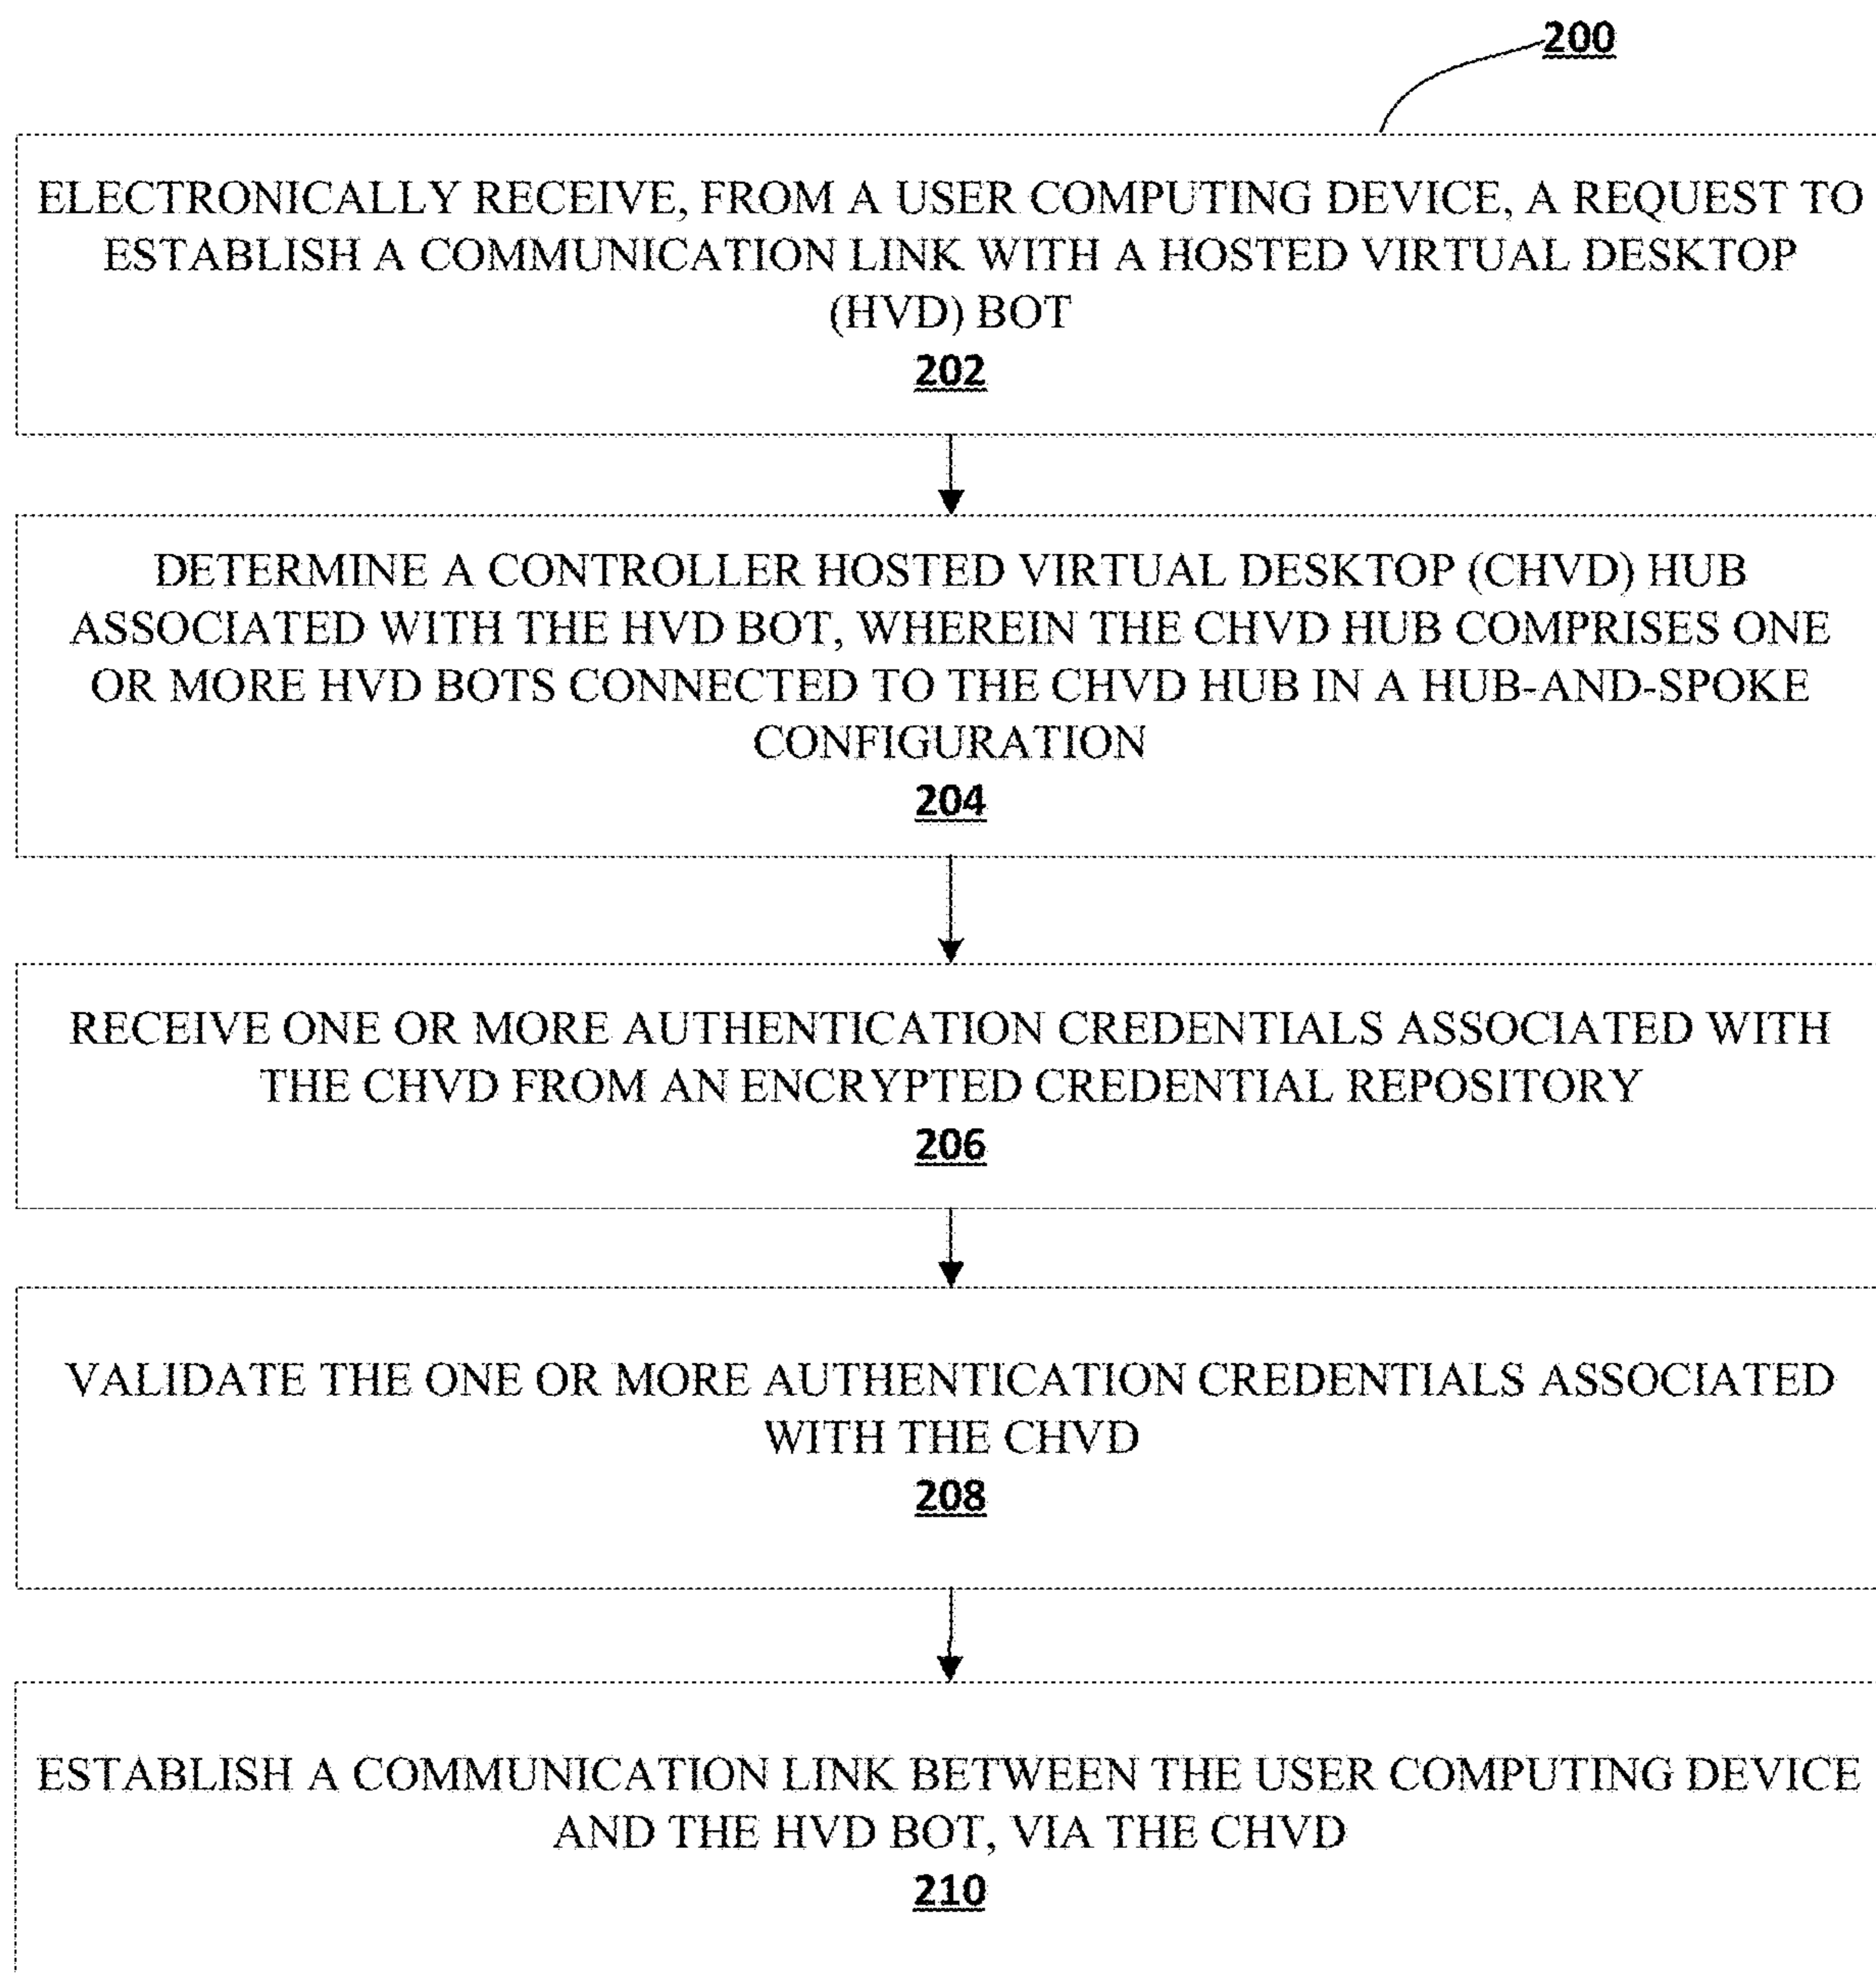 200
ELECTRONICALLY RECEIVE, FROM A USER COMPUTING DEVICE, A REQUEST TO
ESTABLISH A COMMUNICATION LINK WITH A HOSTED VIRTUAL DESKTOP
(HVD) BOT
202
DETERMINE A CONTROLLER HOSTED VIRTUAL DESKTOP (CHVD) HUB
ASSOCIATED WITH THE HVD BOT, WHEREIN THE CHVD HUB COMPRISES ONE
OR MORE HVD BOTS CONNECTED TO THE CHVD HUB IN A HUB-AND-SPOKE
CONFIGURATION
204
RECEIVE ONE OR MORE AUTHENTICATION CREDENTIALS ASSOCIATED WITH
THE CHVD FROM AN ENCRYPTED CREDENTIAL REPOSITORY
206
VALIDATE THE ONE OR MORE AUTHENTICATION CREDENTIALS ASSOCIATED
WITH THE CHVD
208
ESTABLISH A COMMUNICATION LINK BETWEEN THE USER COMPUTING DEVICE
AND THE HVD BOT, VIA THE CHVD
210